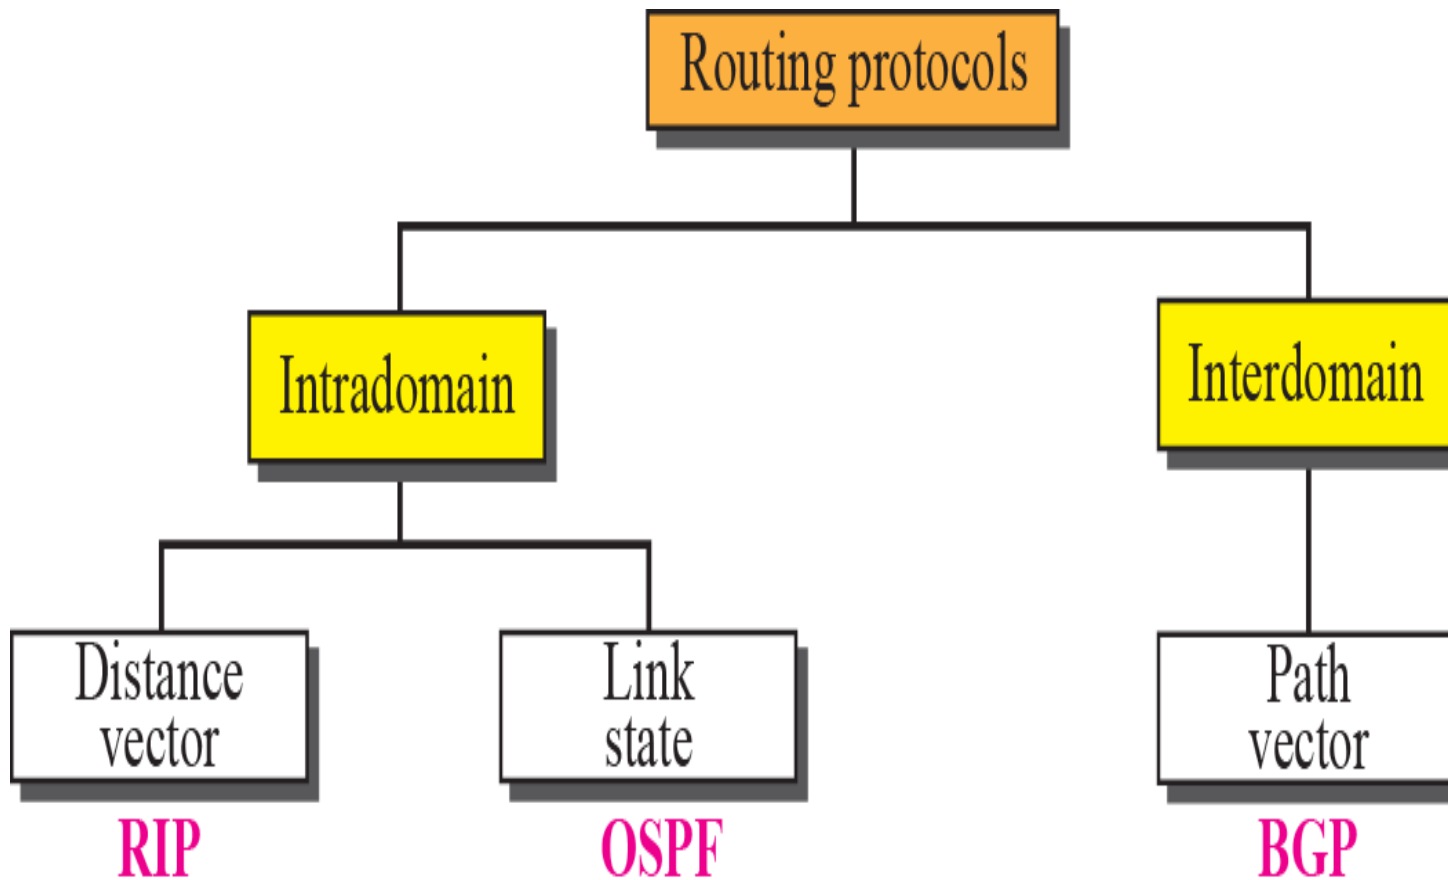 Routing protocols
Intradomain
Interdomain
Distance
vector
Link
state
Path
vector
RIP
OSPF
BGP